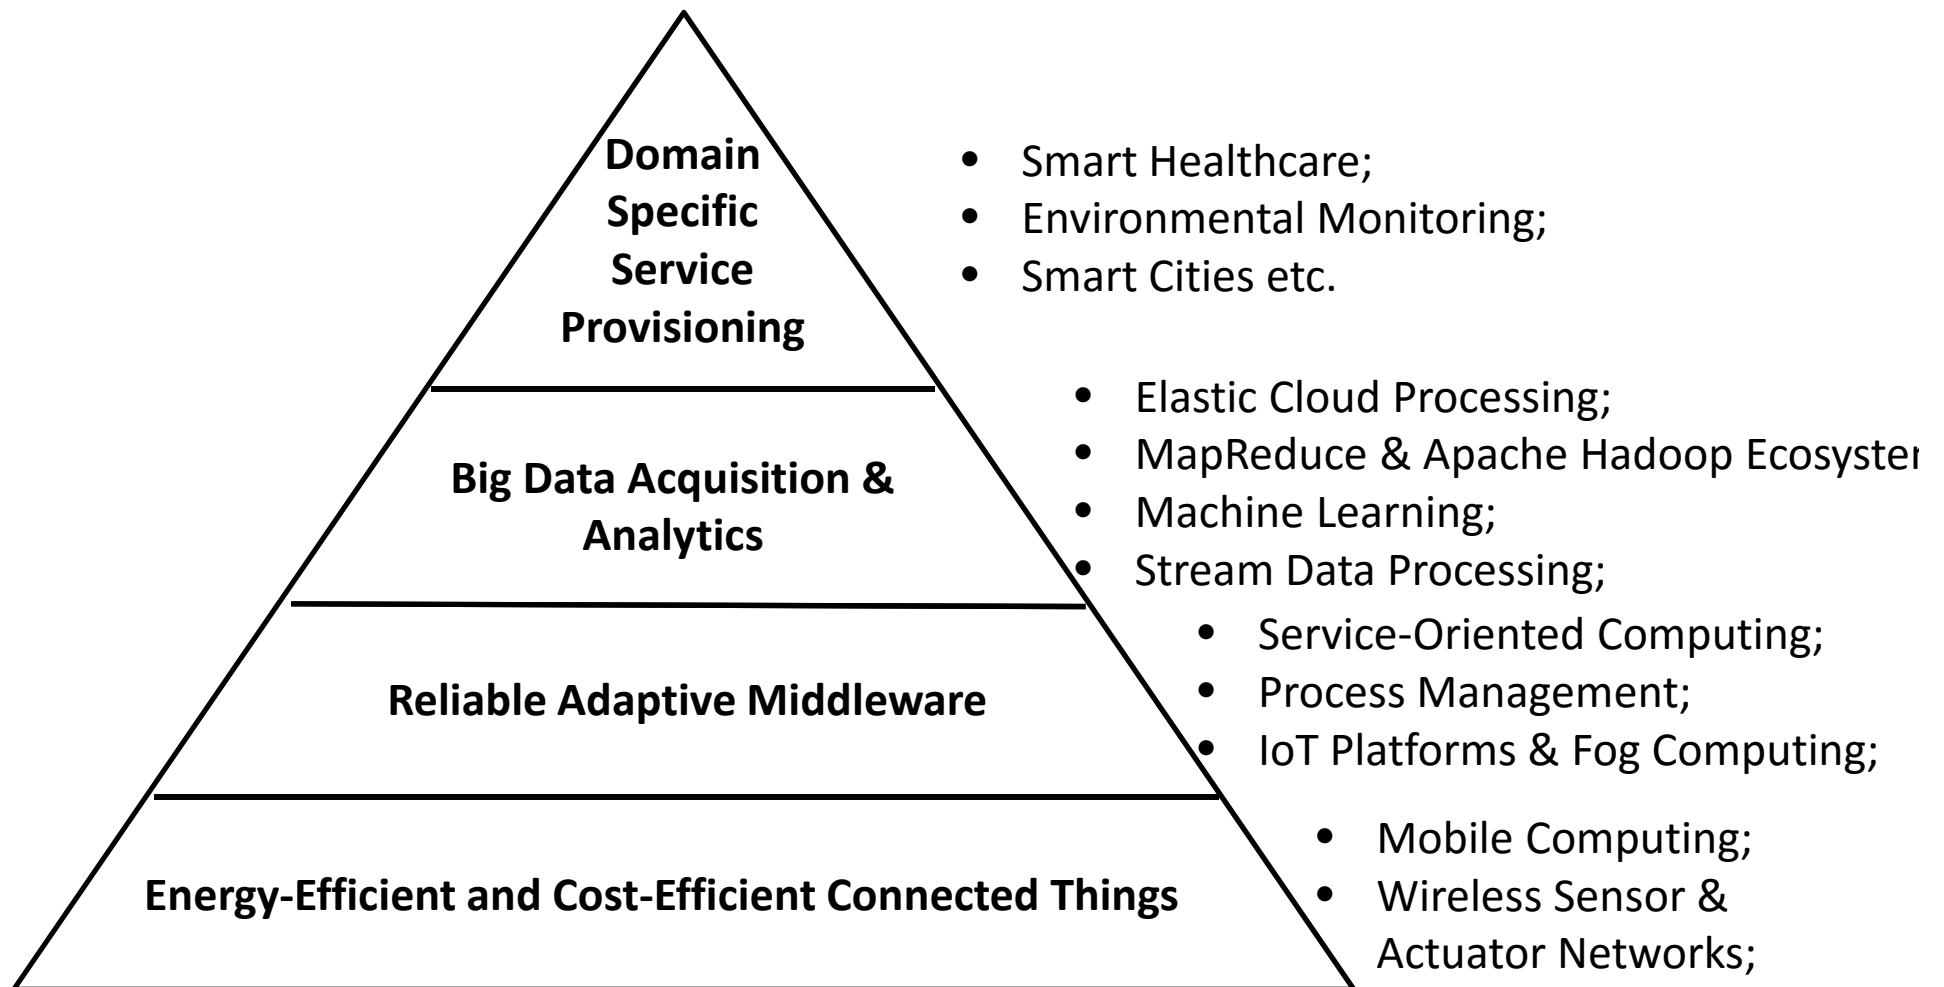 Domain
Specific
Service
Provisioning
• Smart Healthcare;
• Environmental Monitoring;
• Smart Cities etc.
Big Data Acquisition &
Analytics
• Elastic Cloud Processing;
• MapReduce & Apache Hadoop
• Machine Learning;
• Stream Data Processing;
Reliable Adaptive Middleware
• Service-Oriented Computing;
• Process Management;
• IoT Platforms & Fog Computing;
Energy-Efficient and Cost-Efficient Connected Things
• Mobile Computing;
• Wireless Sensor &
Actuator Networks;